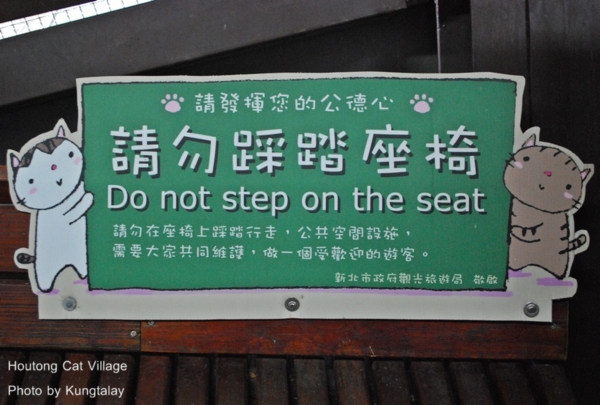 請發揮您的公德心
請勿踩踏座椅
Do not step on the seat
請勿在座椅上踩踏行走，公共空間設施，
需要大家共同維護，做一個受歡迎的遊客。
新北市政府觀光旅遊局 敬啟
Houtong Cat Village
Photo by Kungtalay